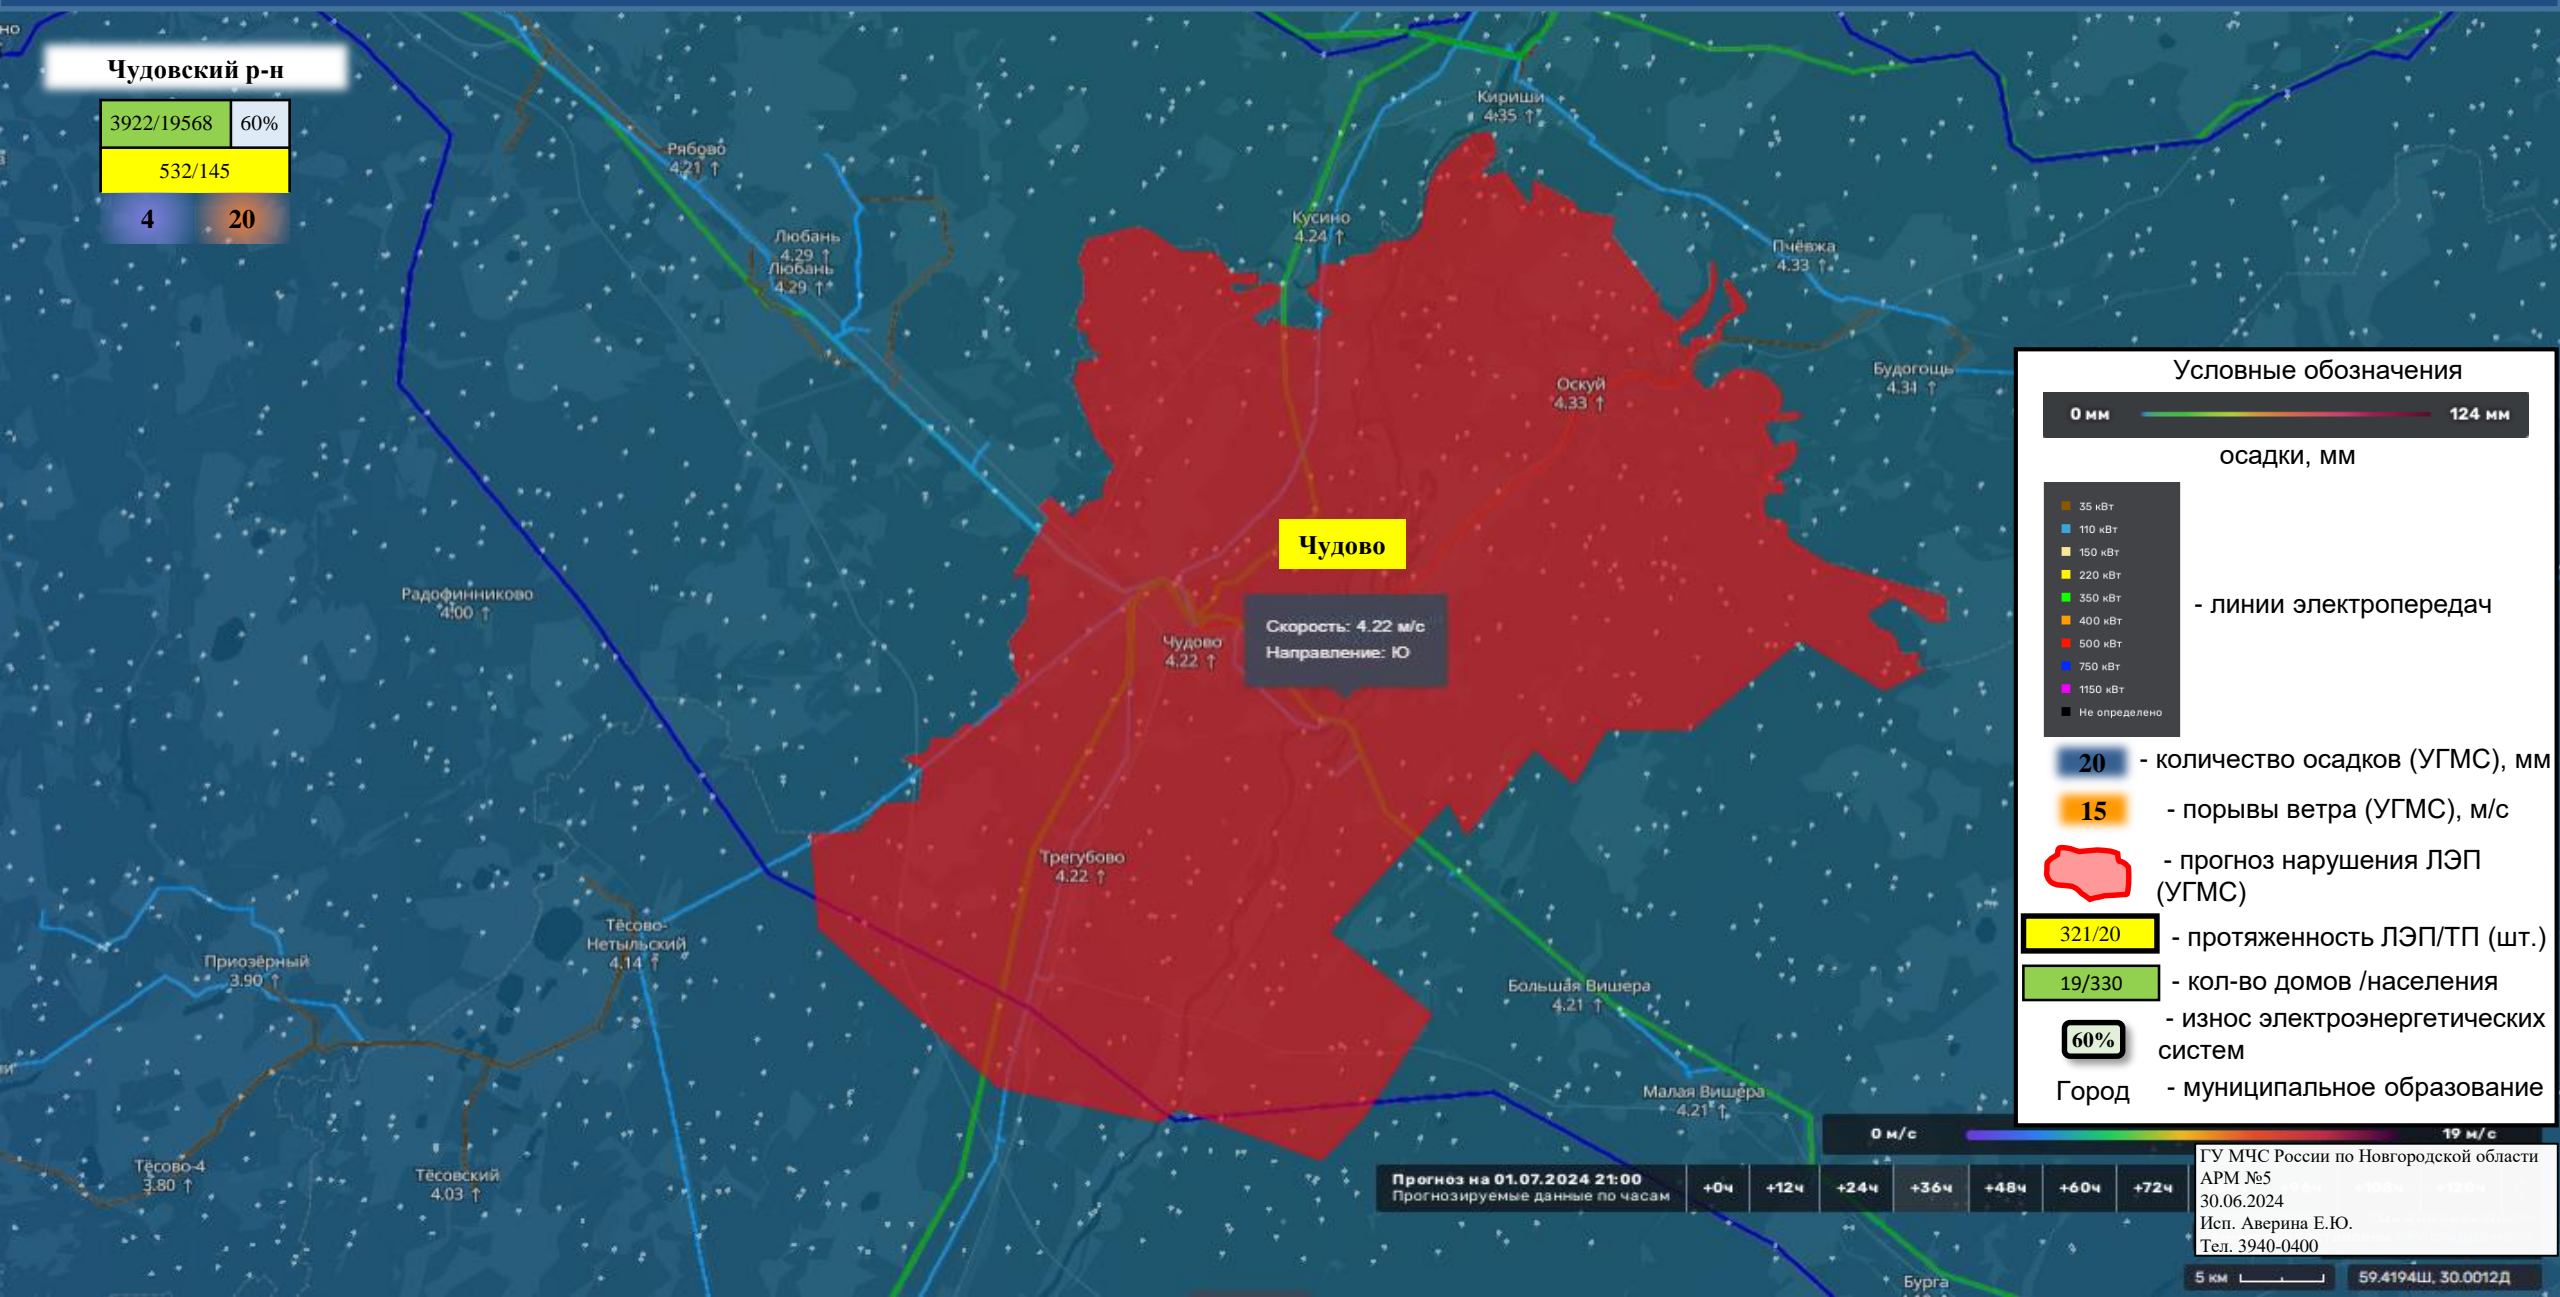 Чудовский р-н
3922/19568 60%
532/145
4 20
Кириши
4.35 ↑
Рябово
4.21 ↑
Кусино
4.24 ↑
Любань
4.29 ↑
Любань
4.29 ↑
Пчёвжа
4.33 ↑
Будогощь
4.31 ↑
Оскуй
4.33 ↑
Чудово
Скорость: 4.22 м/с
Направление: Ю
Чудово
4.22 ↑
Радофинниково
4.00 ↑
Трегубово
4.22 ↑
Тёсово-
Нетыльский
4.14 ↑
Приозёрный
3.90 ↑
Большая Вишера
4.21 ↑
Малая Вишера
4.21 ↑
Тёсово-4
3.80 ↑
Тёсовский
4.03 ↑
Бурга
Условные обозначения
0 мм 124 мм
осадки, мм
35 кВт
110 кВт
150 кВт
220 кВт
350 кВт
400 кВт
500 кВт
750 кВт
1150 кВт
Не определено
- линии электропередач
20 - количество осадков (УГМС), мм
15 - порывы ветра (УГМС), м/с
- прогноз нарушения ЛЭП
(УГМС)
321/20 - протяженность ЛЭП/ТП (шт.)
19/330 - кол-во домов /населения
- износ электроэнергетических
60%
систем
Город - муниципальное образование
0 м/с 19 м/с
Прогноз на 01.07.2024 21:00
Прогнозируемые данные по часам
+0ч +12ч +24ч +36ч +48ч +60ч +72ч
ГУ МЧС России по Новгородской области
АРМ №5
30.06.2024
Исп. Аверина Е.Ю.
Тел. 3940-0400
5 км 59.4194Ш, 30.0012Д